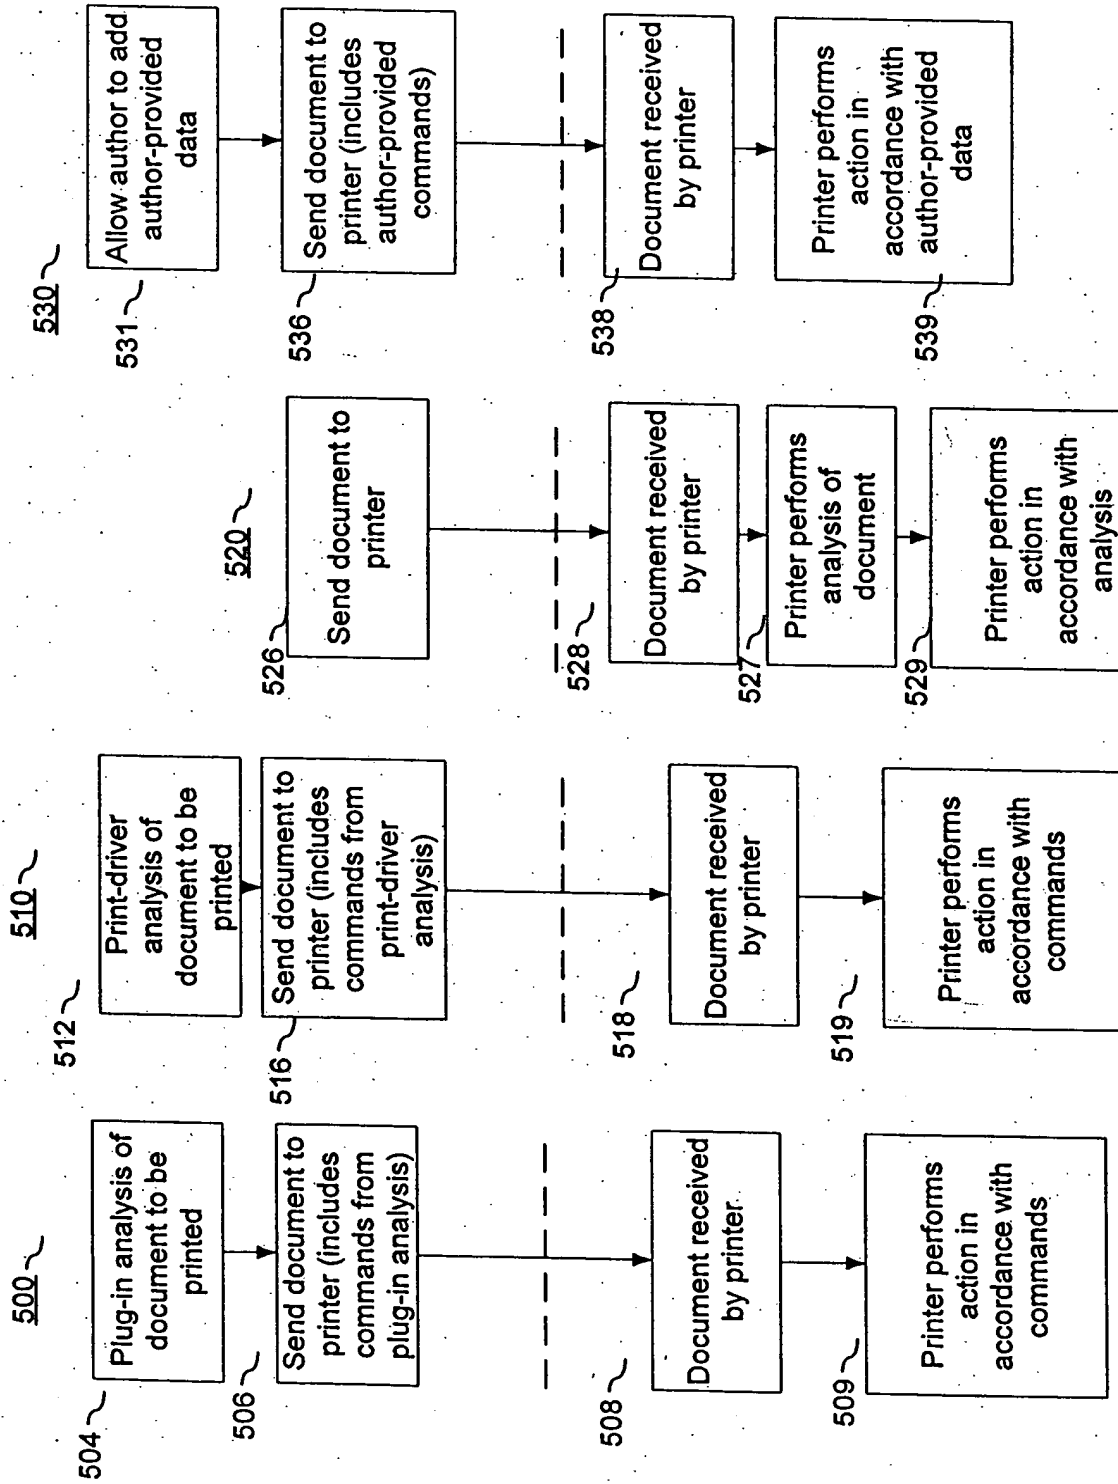 500
504
Plug-in analysis of
document to be
printed
506
Send document to
printer (includes
commands from
plug-in analysis)
508
Document received
by printer
509
Printer performs
action in
accordance with
commands
510
512
Print-driver
analysis of
document to be
printed
516
Send document to
printer (includes
commands from
print-driver
analysis)
518
Document received
by printer
519
Printer performs
action in
accordance with
commands
520
526
Send document to
printer
528
Document received
by printer
527
Printer performs
analysis of
document
529
Printer performs
action in
accordance with
analysis
530
531
Allow author to add
author-provided
data
536
Send document to
printer (includes
author-provided
commands)
538
Document received
by printer
539
Printer performs
action in
accordance with
author-provided
data